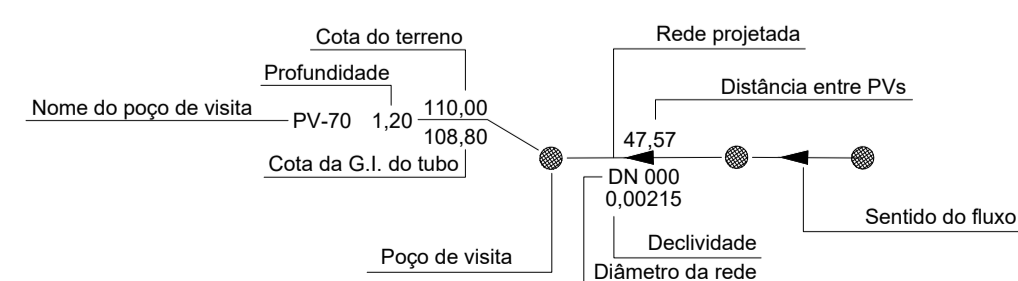 Cota do terreno
Rede projetada
Profundidade
Distância entre PVs
Nome do poço de visita
PV-70 1,20 110,00
108,80
47,57
Cota da G.I. do tubo
DN 000
0,00215
Sentido do fluxo
Declividade
Poço de visita
Diâmetro da rede